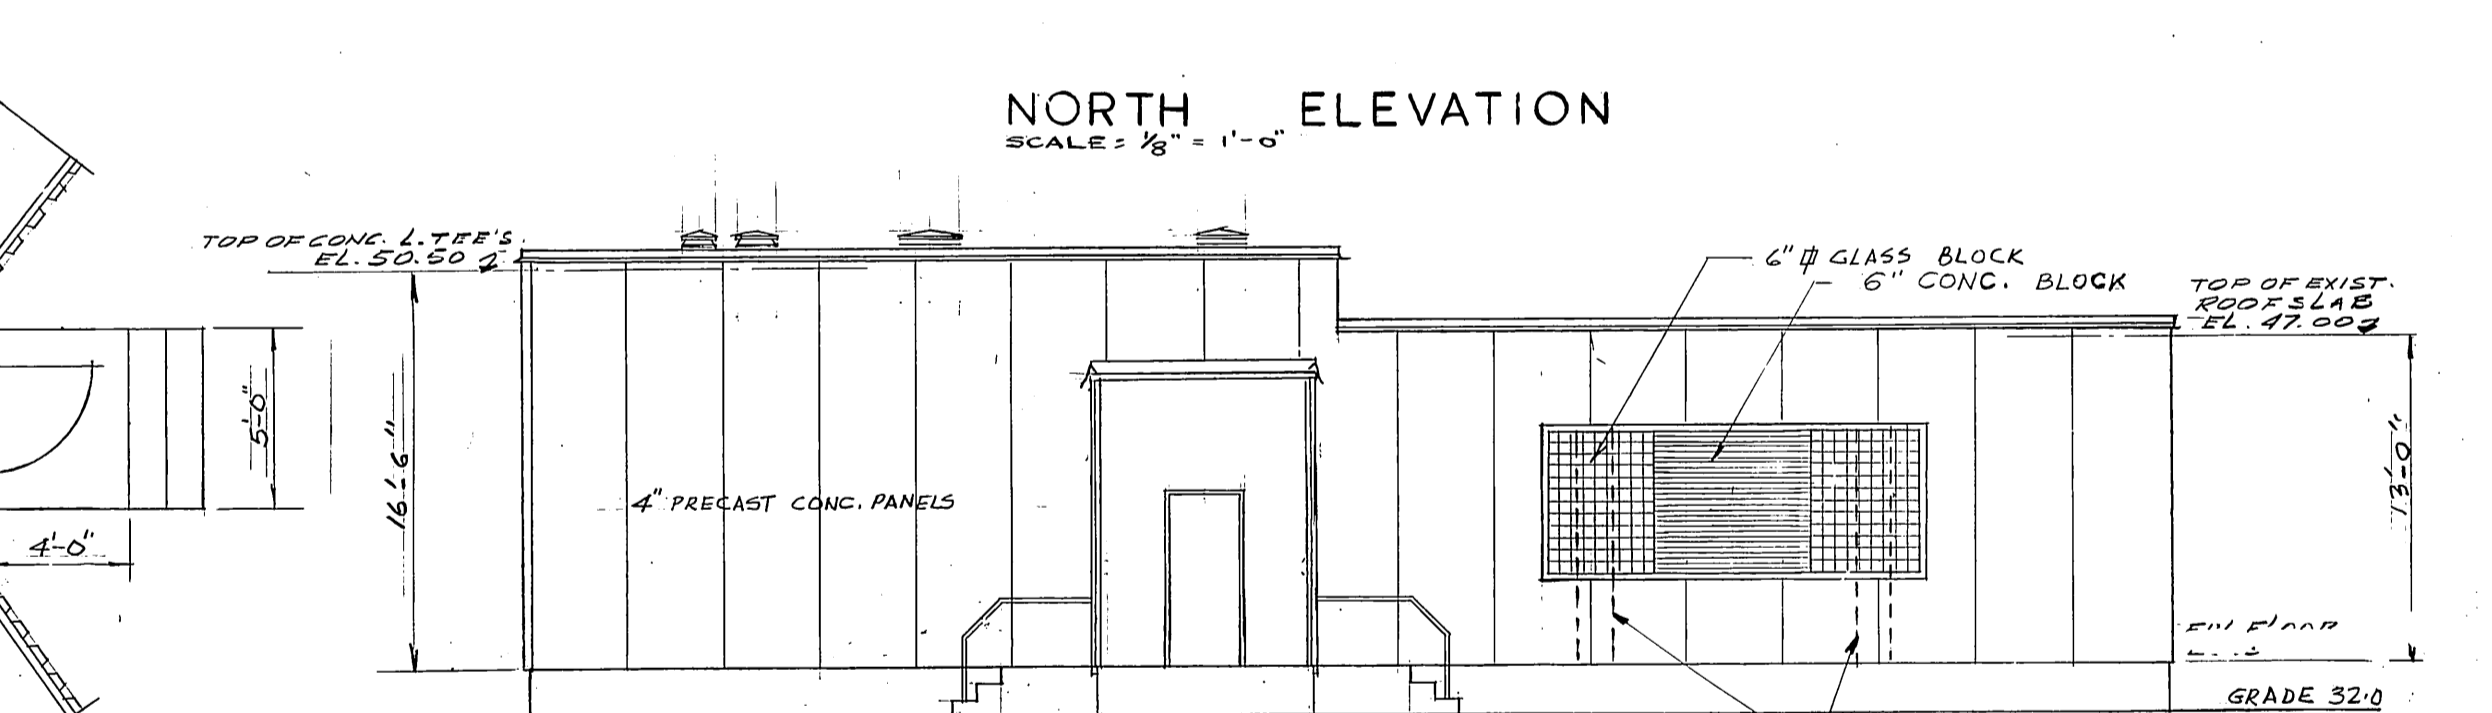 NORTH ELEVATION
SCALE = 1/8" = 1'-0"
TOP OF CONC. L. TEE'S.
EL. 50.50
6" ⌀ GLASS BLOCK
6" CONC. BLOCK
TOP OF EXIST.
ROOF SLAB
EL. 47.00
5'-0"
4'-0"
16'-6"
4" PRECAST CONC. PANELS
13'-0"
GRADE 32.0